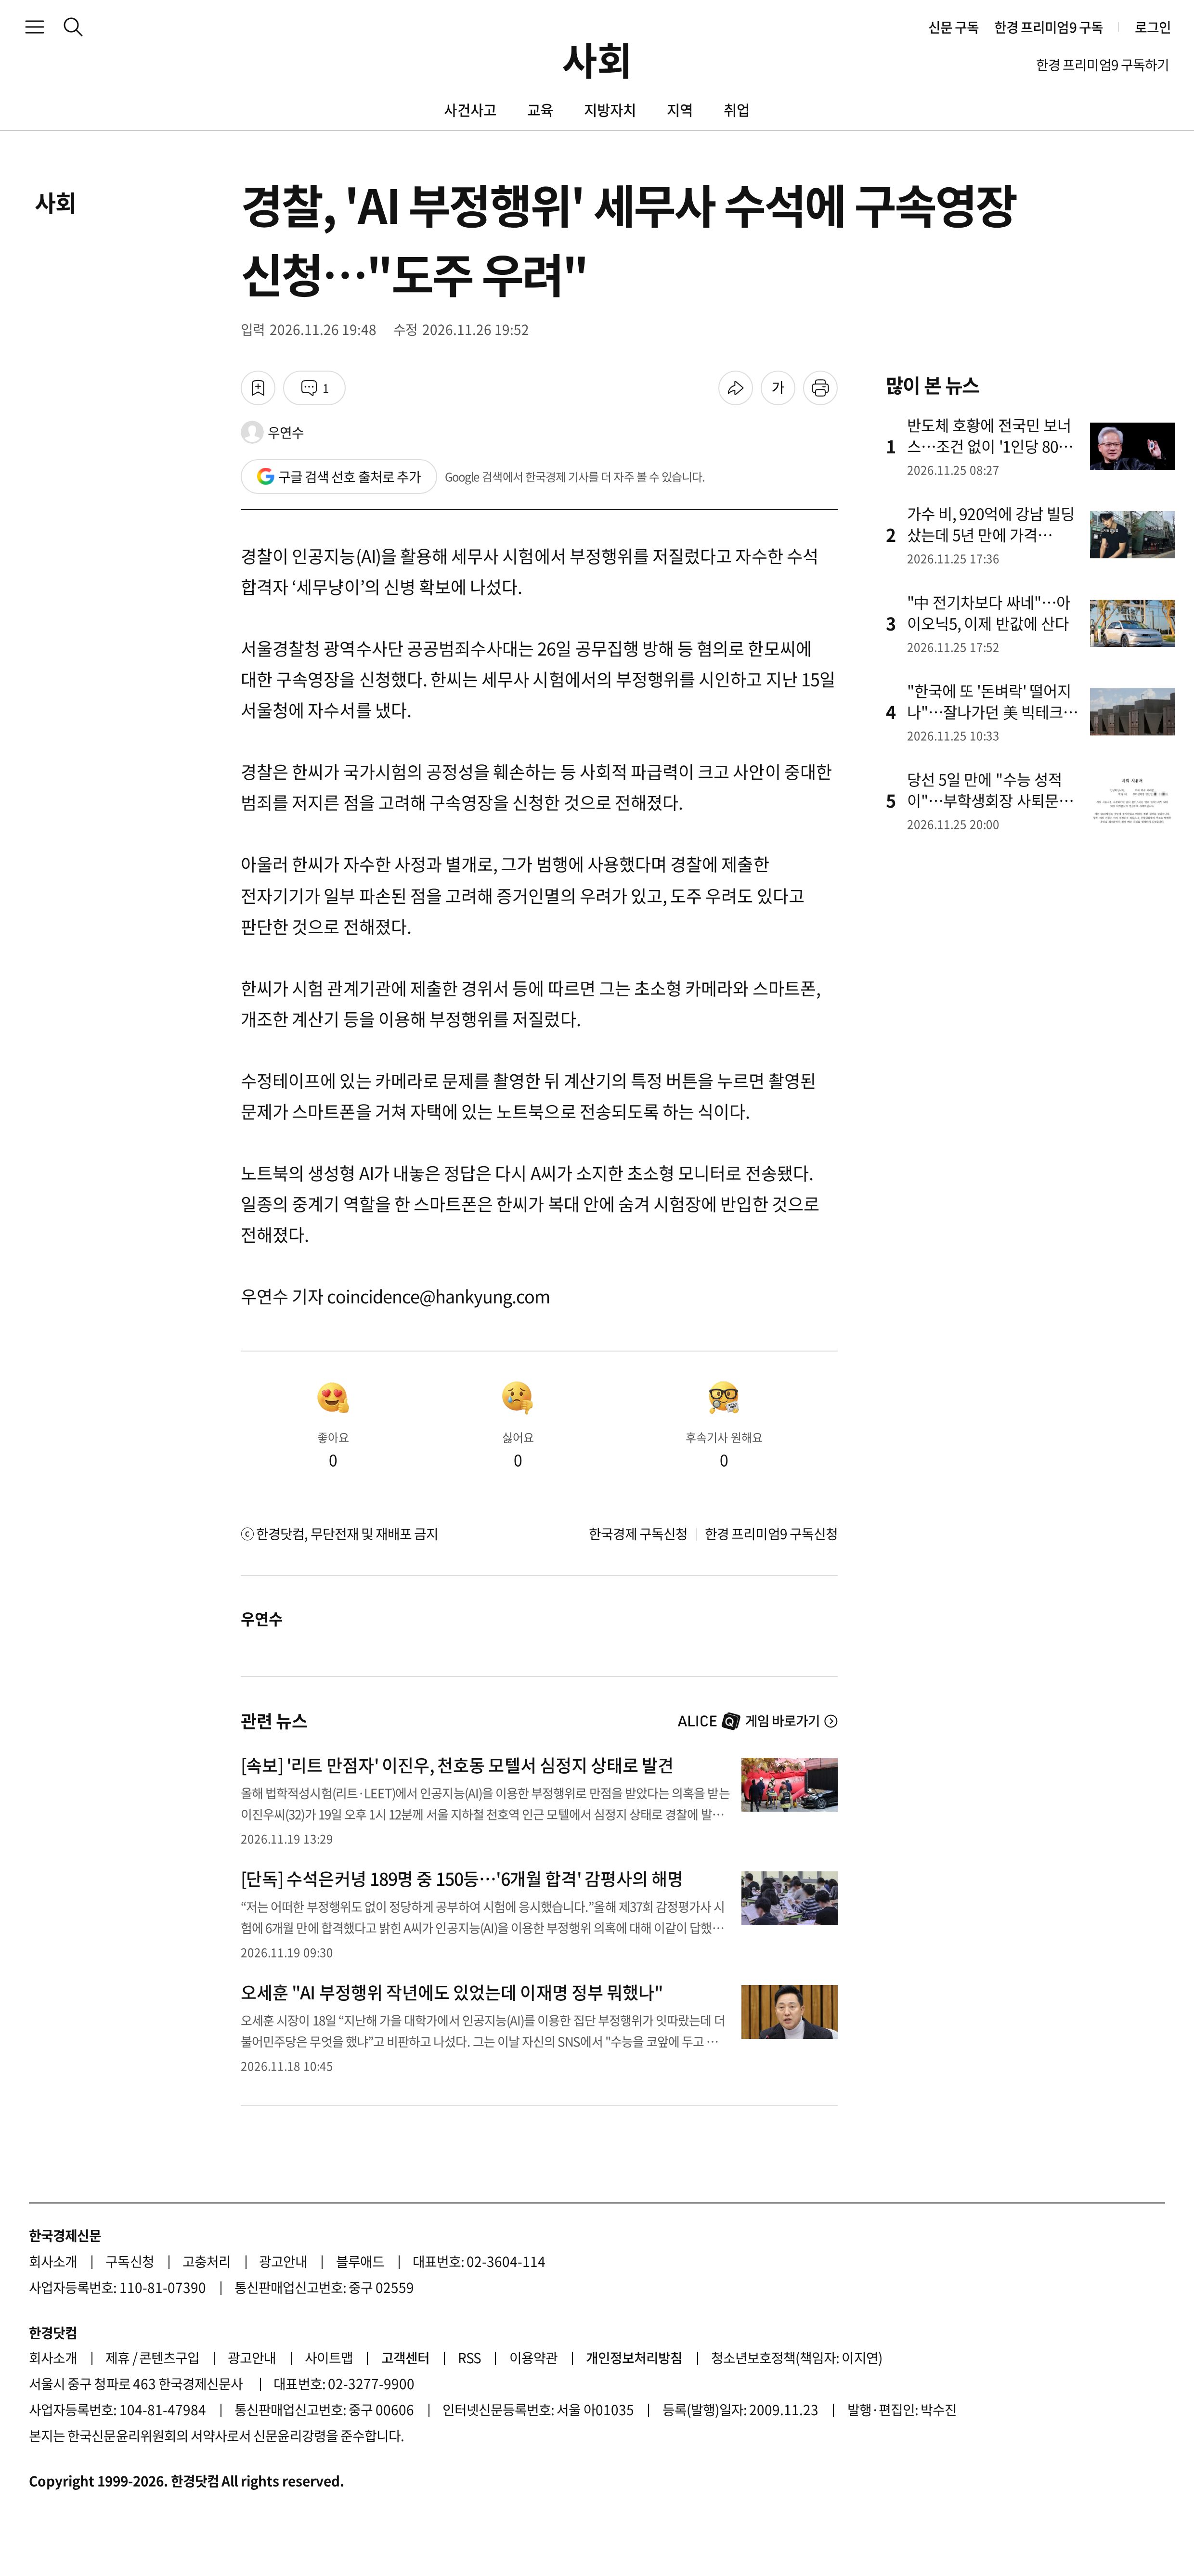 신문 구독 한경 프리미엄9 구독 로그인
사회
한경 프리미엄9 구독하기
사건사고 교육 지방자치 지역 취업
사회
경찰, 'AI 부정행위' 세무사 수석에 구속영장
신청…"도주 우려"
입력 2026.11.26 19:48 수정 2026.11.26 19:52
1
가
우연수
구글 검색 선호 출처로 추가 Google 검색에서 한국경제 기사를 더 자주 볼 수 있습니다.
경찰이 인공지능(AI)을 활용해 세무사 시험에서 부정행위를 저질렀다고 자수한 수석
합격자 ‘세무냥이’의 신병 확보에 나섰다.
서울경찰청 광역수사단 공공범죄수사대는 26일 공무집행 방해 등 혐의로 한모씨에
대한 구속영장을 신청했다. 한씨는 세무사 시험에서의 부정행위를 시인하고 지난 15일
서울청에 자수서를 냈다.
경찰은 한씨가 국가시험의 공정성을 훼손하는 등 사회적 파급력이 크고 사안이 중대한
범죄를 저지른 점을 고려해 구속영장을 신청한 것으로 전해졌다.
아울러 한씨가 자수한 사정과 별개로, 그가 범행에 사용했다며 경찰에 제출한
전자기기가 일부 파손된 점을 고려해 증거인멸의 우려가 있고, 도주 우려도 있다고
판단한 것으로 전해졌다.
한씨가 시험 관계기관에 제출한 경위서 등에 따르면 그는 초소형 카메라와 스마트폰,
개조한 계산기 등을 이용해 부정행위를 저질렀다.
수정테이프에 있는 카메라로 문제를 촬영한 뒤 계산기의 특정 버튼을 누르면 촬영된
문제가 스마트폰을 거쳐 자택에 있는 노트북으로 전송되도록 하는 식이다.
노트북의 생성형 AI가 내놓은 정답은 다시 A씨가 소지한 초소형 모니터로 전송됐다.
일종의 중계기 역할을 한 스마트폰은 한씨가 복대 안에 숨겨 시험장에 반입한 것으로
전해졌다.
우연수 기자 coincidence@hankyung.com
좋아요 싫어요 후속기사 원해요
0 0 0
ⓒ 한경닷컴, 무단전재 및 재배포 금지 한국경제 구독신청 한경 프리미엄9 구독신청
우연수
관련 뉴스 ALICE Q 게임 바로가기
[속보] '리트 만점자' 이진우, 천호동 모텔서 심정지 상태로 발견
올해 법학적성시험(리트·LEET)에서 인공지능(AI)을 이용한 부정행위로 만점을 받았다는 의혹을 받는
이진우씨(32)가 19일 오후 1시 12분께 서울 지하철 천호역 인근 모텔에서 심정지 상태로 경찰에 발…
2026.11.19 13:29
[단독] 수석은커녕 189명 중 150등…'6개월 합격' 감평사의 해명
“저는 어떠한 부정행위도 없이 정당하게 공부하여 시험에 응시했습니다.”올해 제37회 감정평가사 시
험에 6개월 만에 합격했다고 밝힌 A씨가 인공지능(AI)을 이용한 부정행위 의혹에 대해 이같이 답했…
2026.11.19 09:30
오세훈 "AI 부정행위 작년에도 있었는데 이재명 정부 뭐했나"
오세훈 시장이 18일 “지난해 가을 대학가에서 인공지능(AI)를 이용한 집단 부정행위가 잇따랐는데 더
불어민주당은 무엇을 했냐”고 비판하고 나섰다. 그는 이날 자신의 SNS에서 "수능을 코앞에 두고 …
2026.11.18 10:45
많이 본 뉴스
1 반도체 호황에 전국민 보너
스…조건 없이 '1인당 80…
2026.11.25 08:27
2 가수 비, 920억에 강남 빌딩
샀는데 5년 만에 가격…
2026.11.25 17:36
3 "中 전기차보다 싸네"…아
이오닉5, 이제 반값에 산다
2026.11.25 17:52
4 "한국에 또 '돈벼락' 떨어지
나"…잘나가던 美 빅테크…
2026.11.25 10:33
5 당선 5일 만에 "수능 성적
이"…부학생회장 사퇴문…
2026.11.25 20:00
한국경제신문
회사소개 | 구독신청 | 고충처리 | 광고안내 | 블루애드 | 대표번호: 02-3604-114
사업자등록번호: 110-81-07390 | 통신판매업신고번호: 중구 02559
한경닷컴
회사소개 | 제휴 / 콘텐츠구입 | 광고안내 | 사이트맵 | 고객센터 | RSS | 이용약관 | 개인정보처리방침 | 청소년보호정책(책임자: 이지연)
서울시 중구 청파로 463 한국경제신문사 | 대표번호: 02-3277-9900
사업자등록번호: 104-81-47984 | 통신판매업신고번호: 중구 00606 | 인터넷신문등록번호: 서울 아01035 | 등록(발행)일자: 2009.11.23 | 발행·편집인: 박수진
본지는 한국신문윤리위원회의 서약사로서 신문윤리강령을 준수합니다.
Copyright 1999-2026. 한경닷컴 All rights reserved.